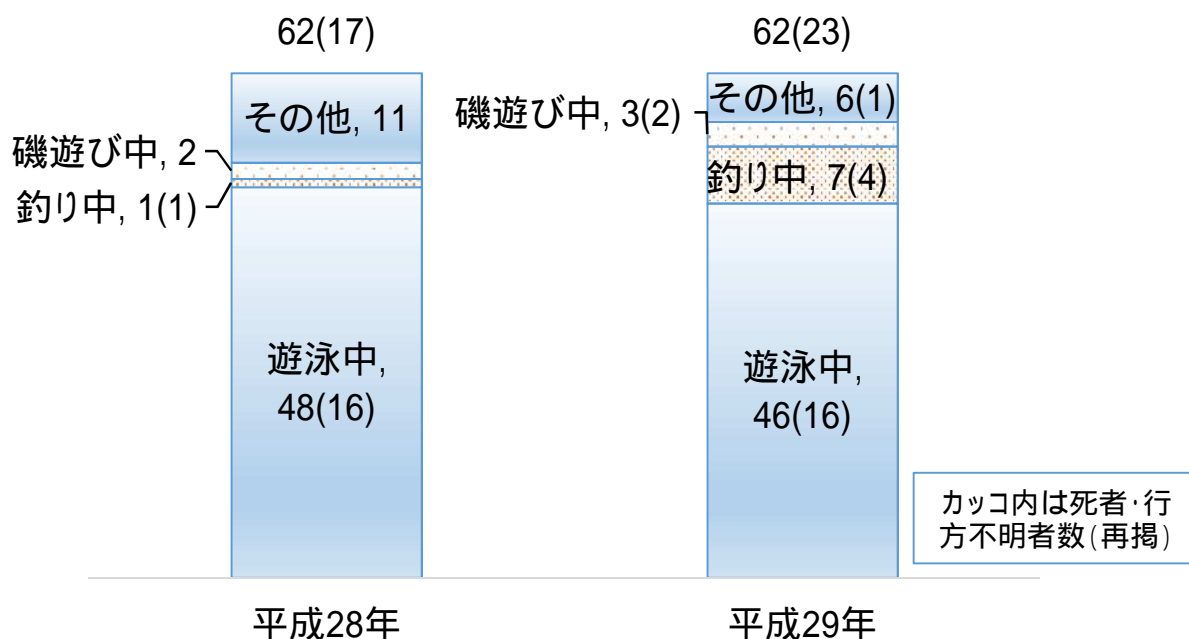 62(17)
62(23)
その他, 11
磯遊び中, 2
釣り中, 1(1)
遊泳中,
48(16)
その他, 6(1)
磯遊び中, 3(2)
釣り中, 7(4)
遊泳中,
46(16)
カッコ内は死者・行
方不明者数(再掲)
平成28年
平成29年